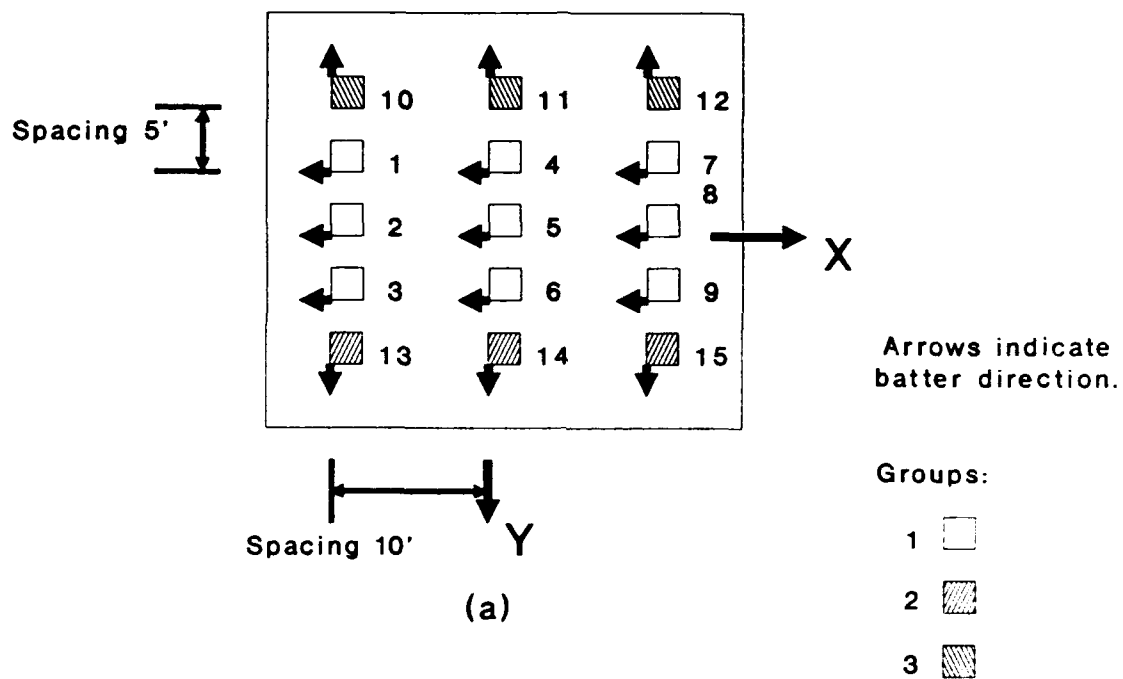 10 11 12
Spacing 5'
1 4 7
8
2 5
X
3 6 9
13 14 15
Arrows indicate
batter direction.
Groups:
Spacing 10' Y
1
(a)
2
3